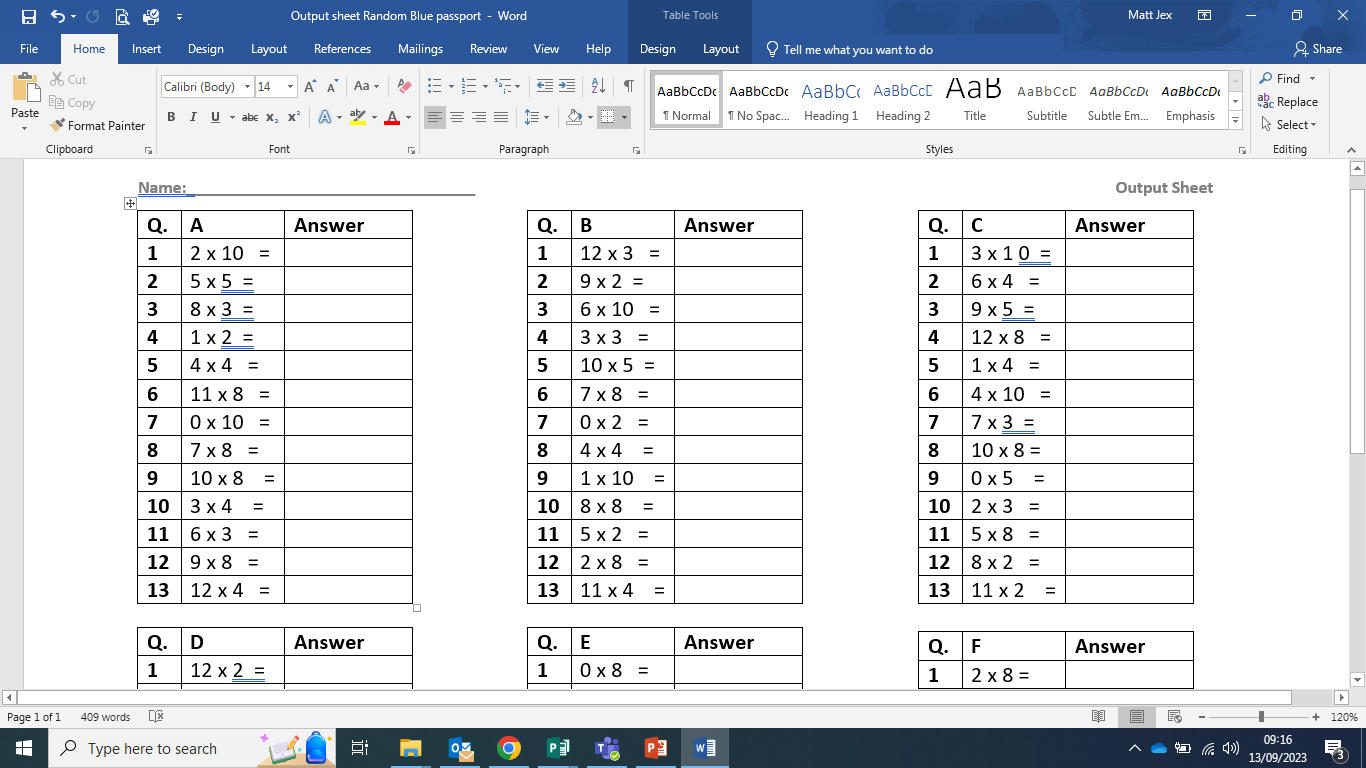 Output sheet Random Blue passport - Word
Table Tools
Matt Jex
File Home Insert Design Layout References Mailings Review View Help Design Layout Tell me what you want to do Share
Paste
Cut
Copy
Format Painter
Clipboard
Calibri (Body) 14 A A Aa A
B I U abc x₂ x² A aby A
Font
Paragraph
AaBbCcDc AaBbCcDc AaBbCc AaBbCcD AaB AaBbCcD AaBbCcDc AaBbCcDc
¶ Normal ¶ No Spac... Heading 1 Heading 2 Title Subtitle Subtle Em... Emphasis
Styles
Find
Replace
Select
Editing
Name: Output Sheet
Q. A Answer
1 2 x 10 =
2 5 x 5 =
3 8 x 3 =
4 1 x 2 =
5 4 x 4 =
6 11 x 8 =
7 0 x 10 =
8 7 x 8 =
9 10 x 8 =
10 3 x 4 =
11 6 x 3 =
12 9 x 8 =
13 12 x 4 =
Q. B Answer
1 12 x 3 =
2 9 x 2 =
3 6 x 10 =
4 3 x 3 =
5 10 x 5 =
6 7 x 8 =
7 0 x 2 =
8 4 x 4 =
9 1 x 10 =
10 8 x 8 =
11 5 x 2 =
12 2 x 8 =
13 11 x 4 =
Q. C Answer
1 3 x 1 0 =
2 6 x 4 =
3 9 x 5 =
4 12 x 8 =
5 1 x 4 =
6 4 x 10 =
7 7 x 3 =
8 10 x 8 =
9 0 x 5 =
10 2 x 3 =
11 5 x 8 =
12 8 x 2 =
13 11 x 2 =
Q. D Answer
1 12 x 2 =
Q. E Answer
1 0 x 8 =
Q. F Answer
1 2 x 8 =
Page 1 of 1 409 words 120%
Type here to search
09:16
13/09/2023
3